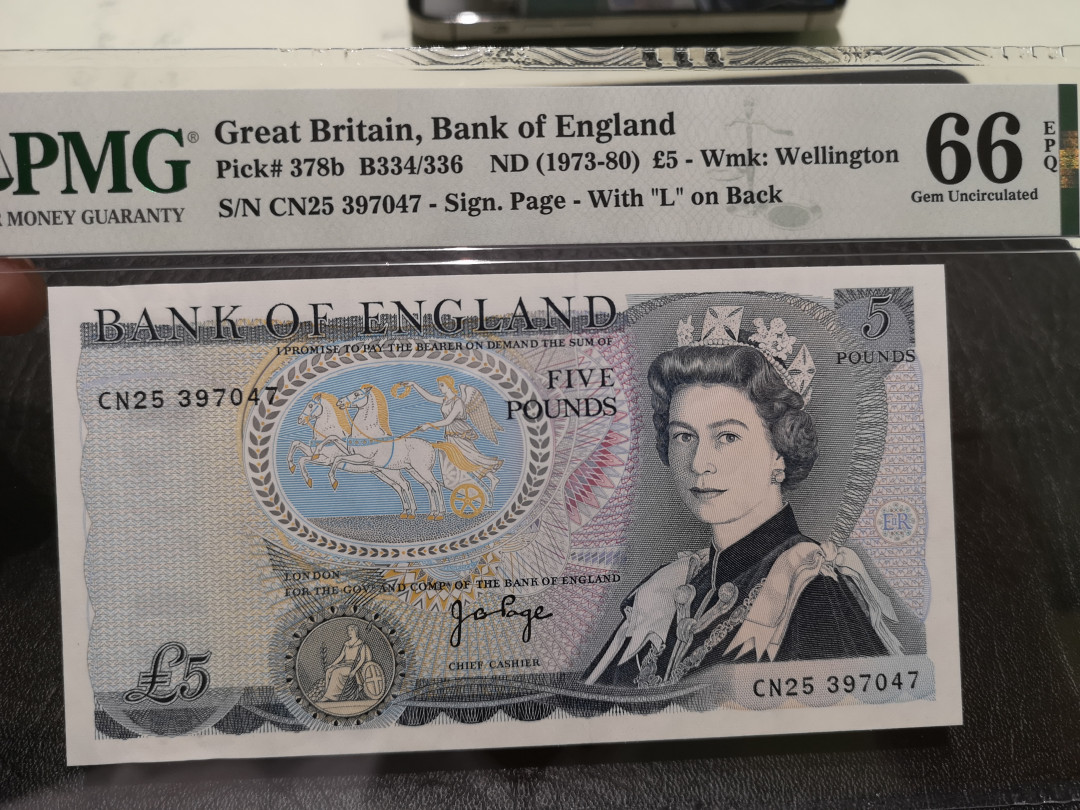 PMG®
MONEY GUARANTY
Great Britain, Bank of England
Pick# 378b B334/336 ND (1973-80) £5 - Wmk: Wellington
S/N CN25 397047 - Sign. Page - With "L" on Back
66
EPQ
Gem Uncirculated
BANK OF ENGLAND
I PROMISE TO PAY THE BEARER ON DEMAND THE SUM OF
FIVE
POUNDS
5
POUNDS
CN25 397047
EIIR
LONDON
FOR THE GOVR AND COMPA OF THE BANK OF ENGLAND
J B Page
CHIEF CASHIER
£5
CN25 397047